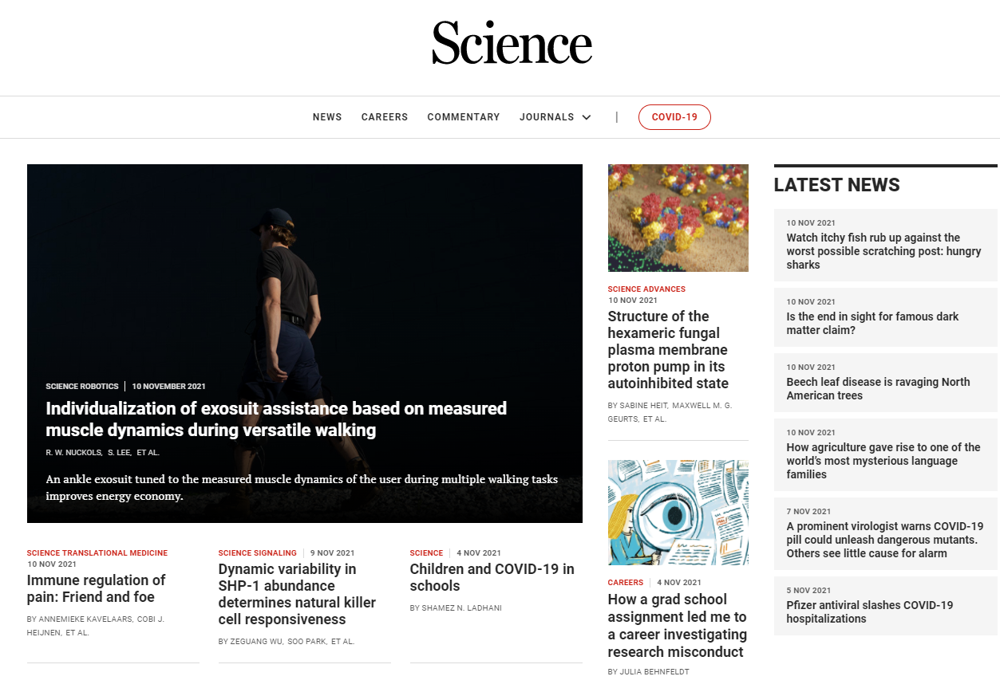 Science
NEWS CAREERS COMMENTARY JOURNALS | COVID-19
SCIENCE ROBOTICS | 10 NOVEMBER 2021
Individualization of exosuit assistance based on measured
muscle dynamics during versatile walking
R. W. NUCKOLS, S. LEE, ET AL.
An ankle exosuit tuned to the measured muscle dynamics of the user during multiple walking tasks
improves energy economy.
SCIENCE TRANSLATIONAL MEDICINE
10 NOV 2021
Immune regulation of
pain: Friend and foe
BY ANNEMIEKE KAVELAARS, COBI J.
HEIJNEN, ET AL.
SCIENCE SIGNALING | 9 NOV 2021
Dynamic variability in
SHP-1 abundance
determines natural killer
cell responsiveness
BY ZEGUANG WU, SOO PARK, ET AL.
SCIENCE | 4 NOV 2021
Children and COVID-19 in
schools
BY SHAMEZ N. LADHANI
SCIENCE ADVANCES
10 NOV 2021
Structure of the
hexameric fungal
plasma membrane
proton pump in its
autoinhibited state
BY SABINE HEIT, MAXWELL M. G.
GEURTS, ET AL.
CAREERS | 4 NOV 2021
How a grad school
assignment led me to
a career investigating
research misconduct
BY JULIA BEHNFELDT
LATEST NEWS
10 NOV 2021
Watch itchy fish rub up against the
worst possible scratching post: hungry
sharks
10 NOV 2021
Is the end in sight for famous dark
matter claim?
10 NOV 2021
Beech leaf disease is ravaging North
American trees
10 NOV 2021
How agriculture gave rise to one of the
world’s most mysterious language
families
7 NOV 2021
A prominent virologist warns COVID-19
pill could unleash dangerous mutants.
Others see little cause for alarm
5 NOV 2021
Pfizer antiviral slashes COVID-19
hospitalizations